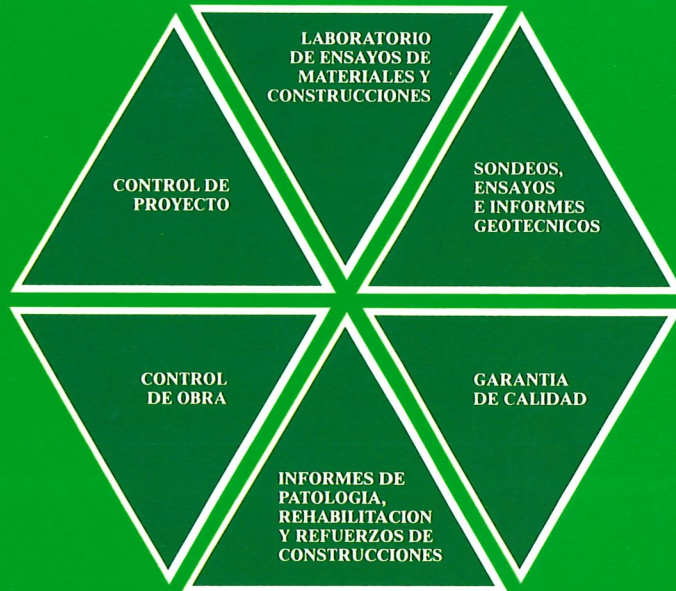 LABORATORIO
DE ENSAYOS DE
MATERIALES Y
CONSTRUCCIONES
CONTROL DE
PROYECTO
SONDEOS,
ENSAYOS
E INFORMES
GEOTECNICOS
CONTROL
DE OBRA
GARANTIA
DE CALIDAD
INFORMES DE
PATOLOGIA,
REHABILITACION
Y REFUERZOS DE
CONSTRUCCIONES